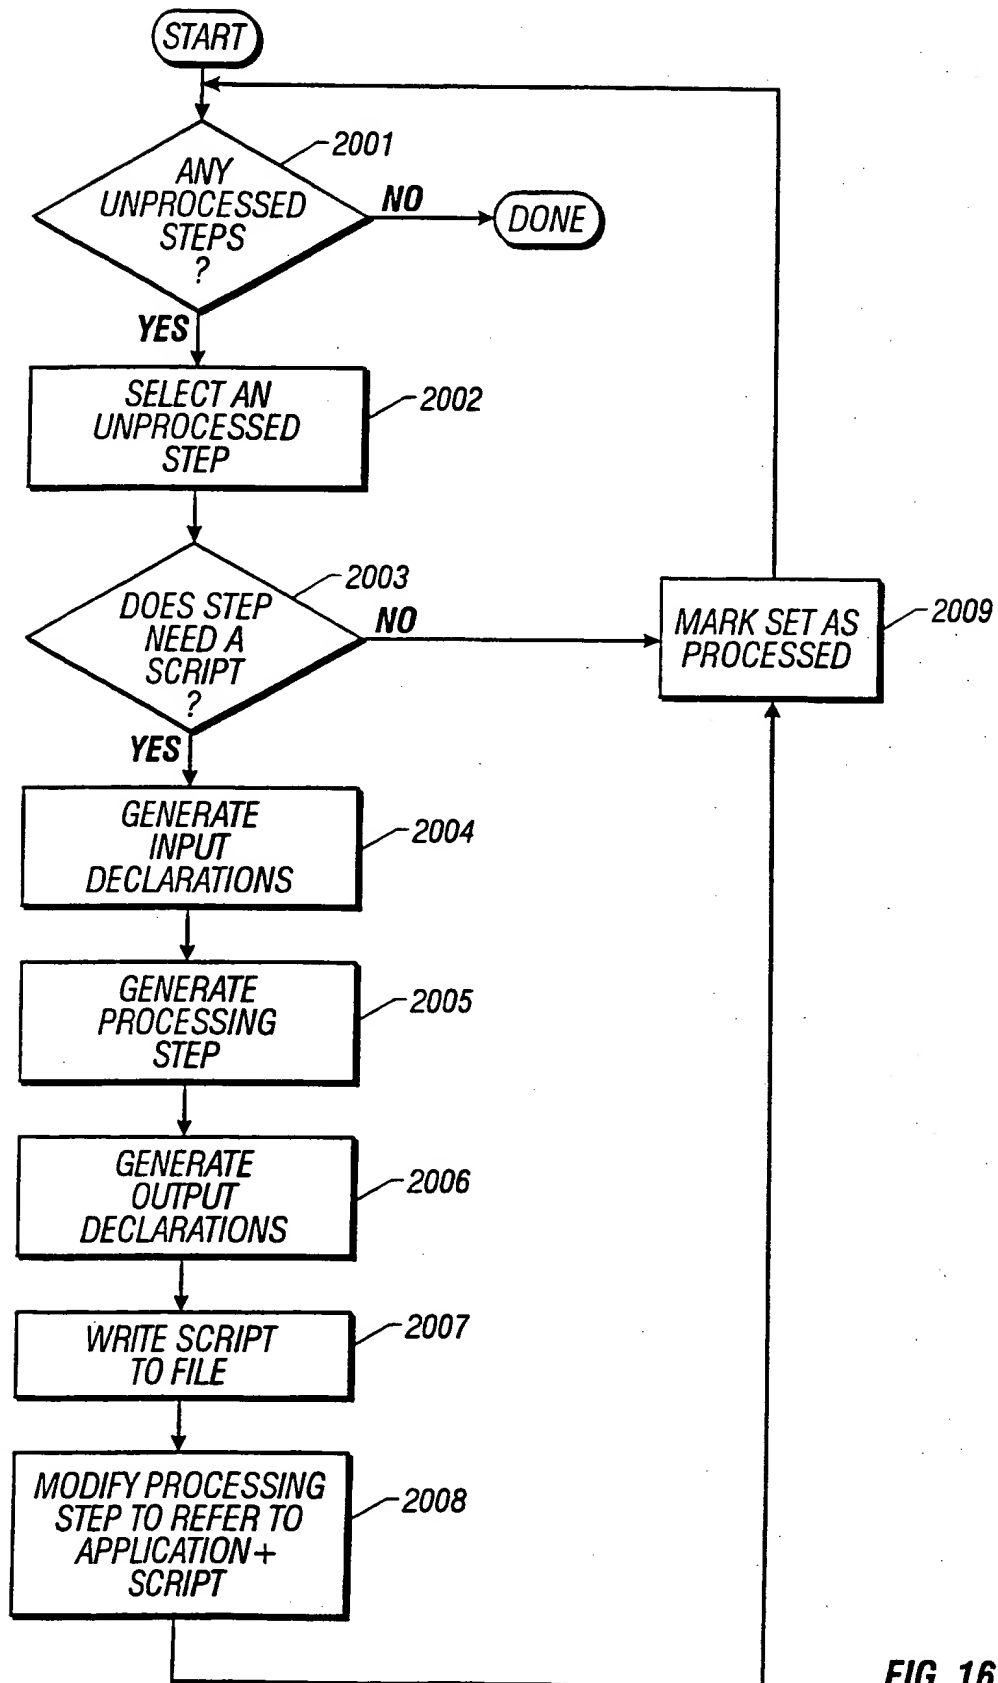 START
2001
ANY
UNPROCESSED
STEPS
?
NO
DONE
YES
SELECT AN
UNPROCESSED
STEP
2002
2003
DOES STEP
NEED A
SCRIPT
?
NO
MARK SET AS
PROCESSED
2009
YES
GENERATE
INPUT
DECLARATIONS
2004
GENERATE
PROCESSING
STEP
2005
GENERATE
OUTPUT
DECLARATIONS
2006
WRITE SCRIPT
TO FILE
2007
MODIFY PROCESSING
STEP TO REFER TO
APPLICATION +
SCRIPT
2008
FIG. 16